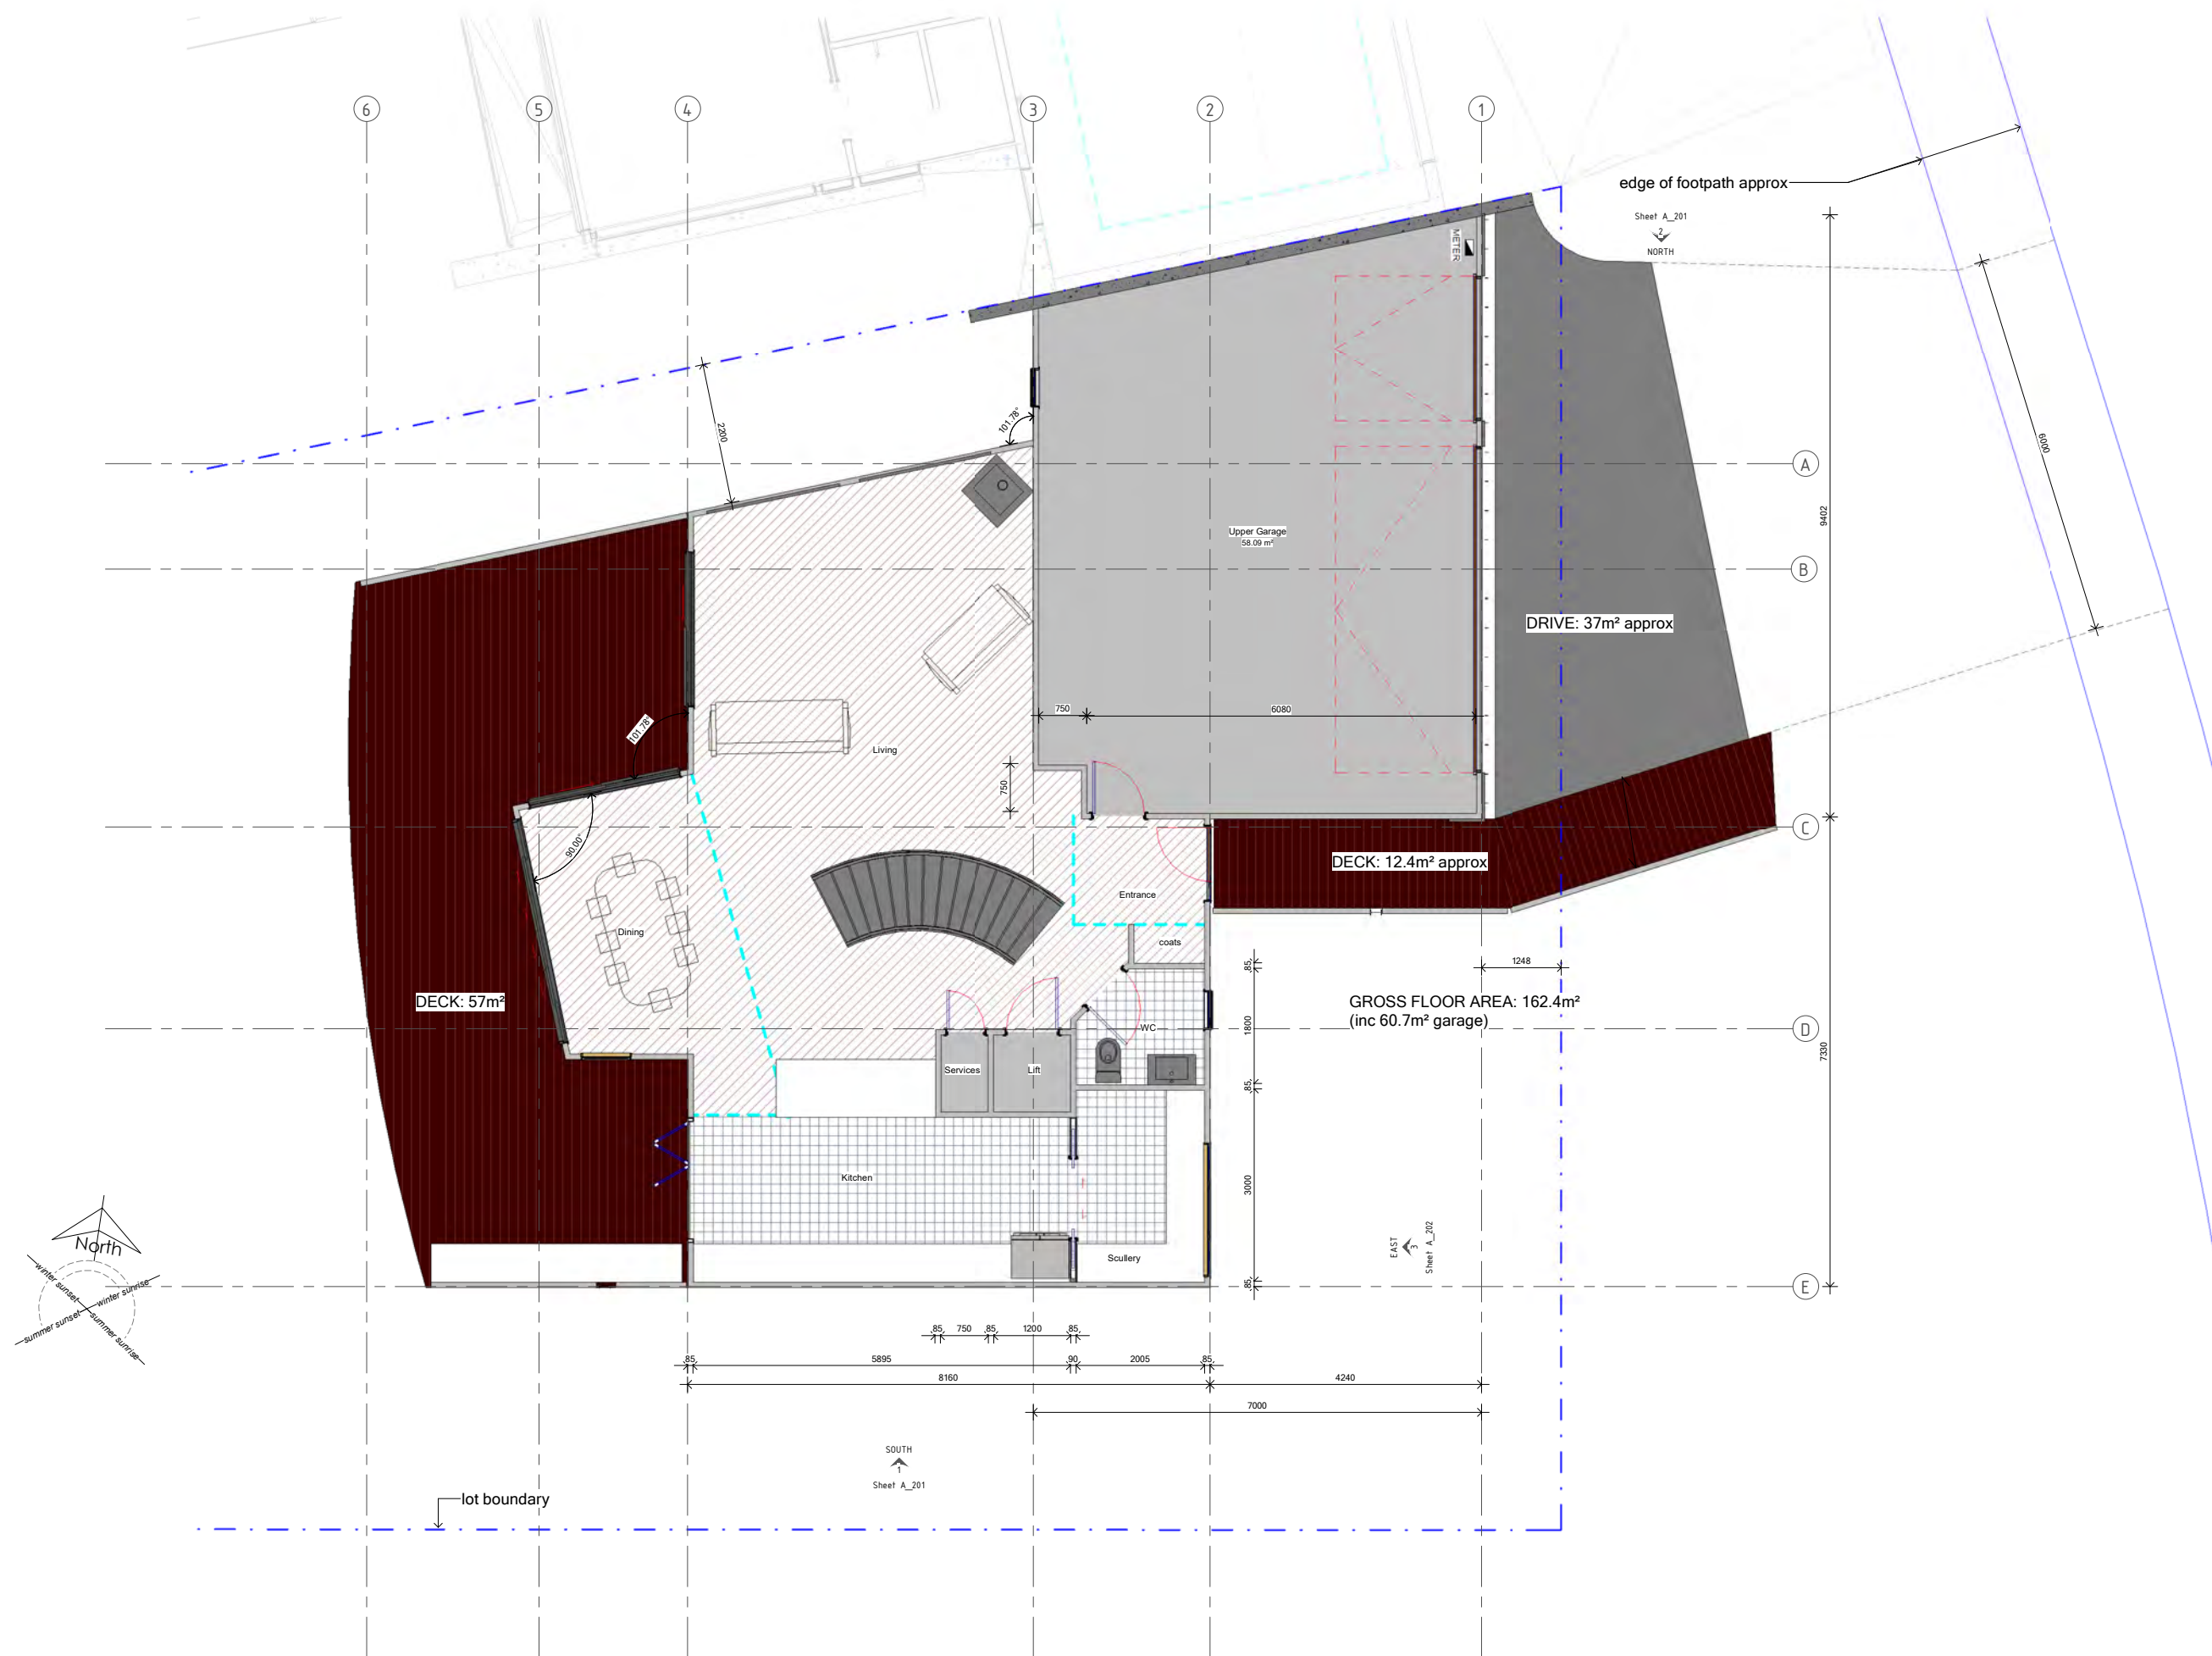 6
5
4
3
2
1
edge of footpath approx
Sheet A_201
2
NORTH
METER
101.78°
2200
6000
A
9402
Upper Garage
58.09 m²
B
DRIVE: 37m² approx
750
6080
101.78°
Living
750
C
90.00°
DECK: 12.4m² approx
Entrance
Dining
coats
85
1248
DECK: 57m²
GROSS FLOOR AREA: 162.4m²
(inc 60.7m² garage)
WC
1800
D
7330
Services
Lift
85
Kitchen
3000
North
EAST
3
Sheet A_202
Scullery
winter sunset
winter sunrise
summer sunset
summer sunrise
85
E
85
750
85
1200
85
85
5895
90
2005
85
8160
4240
7000
SOUTH
1
Sheet A_201
lot boundary